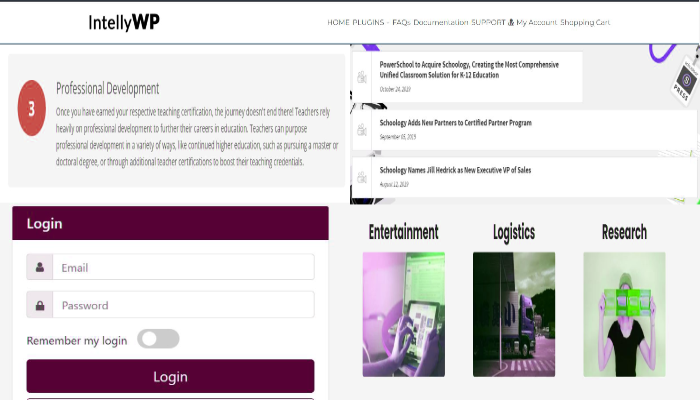 IntellyWP
HOME PLUGINS - FAQs Documentation SUPPORT My Account Shopping Cart
3
Professional Development
Once you have earned your respective teaching certification, the journey doesn't end there! Teachers rely
heavily on professional development to further their careers in education. Teachers can purpose
professional development in a variety of ways, like continued higher education, such as pursuing a master or
doctoral degree, or through additional teacher certifications to boost their teaching credentials.
PowerSchool to Acquire Schoology, Creating the Most Comprehensive
Unified Classroom Solution for K-12 Education
October 24, 2019
Schoology Adds New Partners to Certified Partner Program
September 05, 2019
Schoology Names Jill Hedrick as New Executive VP of Sales
August 12, 2019
S
PRESS
Login
Email
Password
Remember my login
Login
Entertainment
Logistics
Research